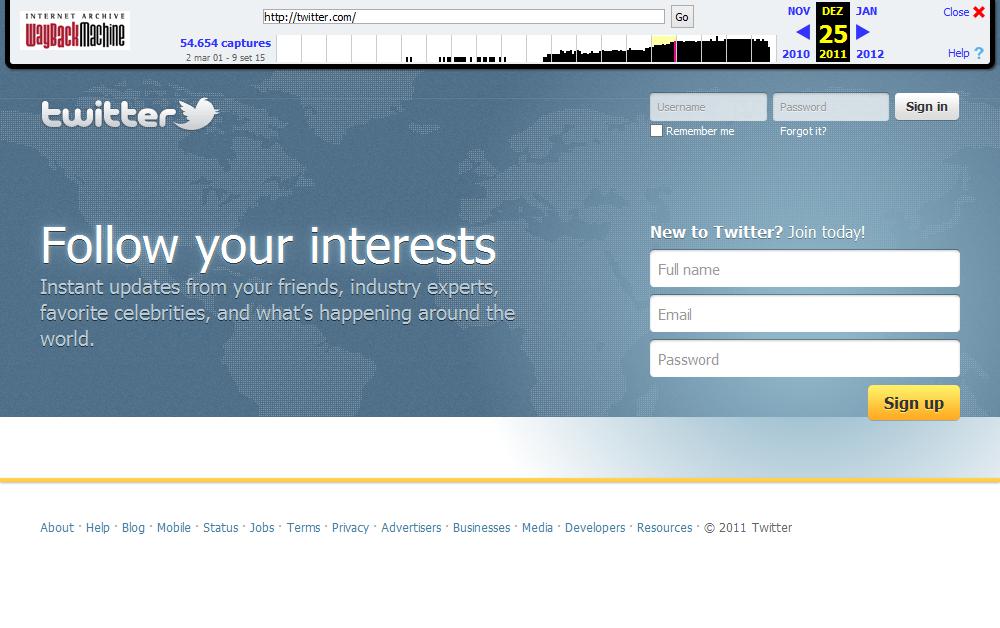 INTERNET ARCHIVE
WayBackMachine
http://twitter.com/
Go
54.654 captures
2 mar 01 - 9 set 15
NOV DEZ JAN
25
2010 2011 2012
Close
Help ?
twitter
Username
Password
Sign in
Remember me
Forgot it?
Follow your interests
Instant updates from your friends, industry experts,
favorite celebrities, and what's happening around the
world.
New to Twitter? Join today!
Full name
Email
Password
Sign up
About · Help · Blog · Mobile · Status · Jobs · Terms · Privacy · Advertisers · Businesses · Media · Developers · Resources · © 2011 Twitter